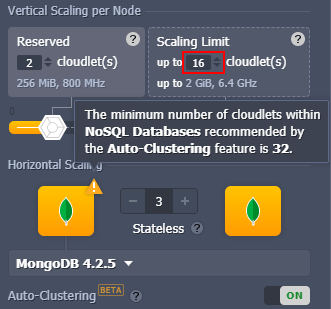 Vertical Scaling per Node
Reserved ?
2 cloudlet(s)
256 MiB, 800 MHz
Scaling Limit ?
up to 16 cloudlet(s)
up to 2 GiB, 6.4 GHz
0
The minimum number of cloudlets within
NoSQL Databases recommended by
the Auto-Clustering feature is 32.
Horizontal Scaling
− 3 +
Stateless ?
MongoDB 4.2.5
Auto-Clustering BETA ? ON